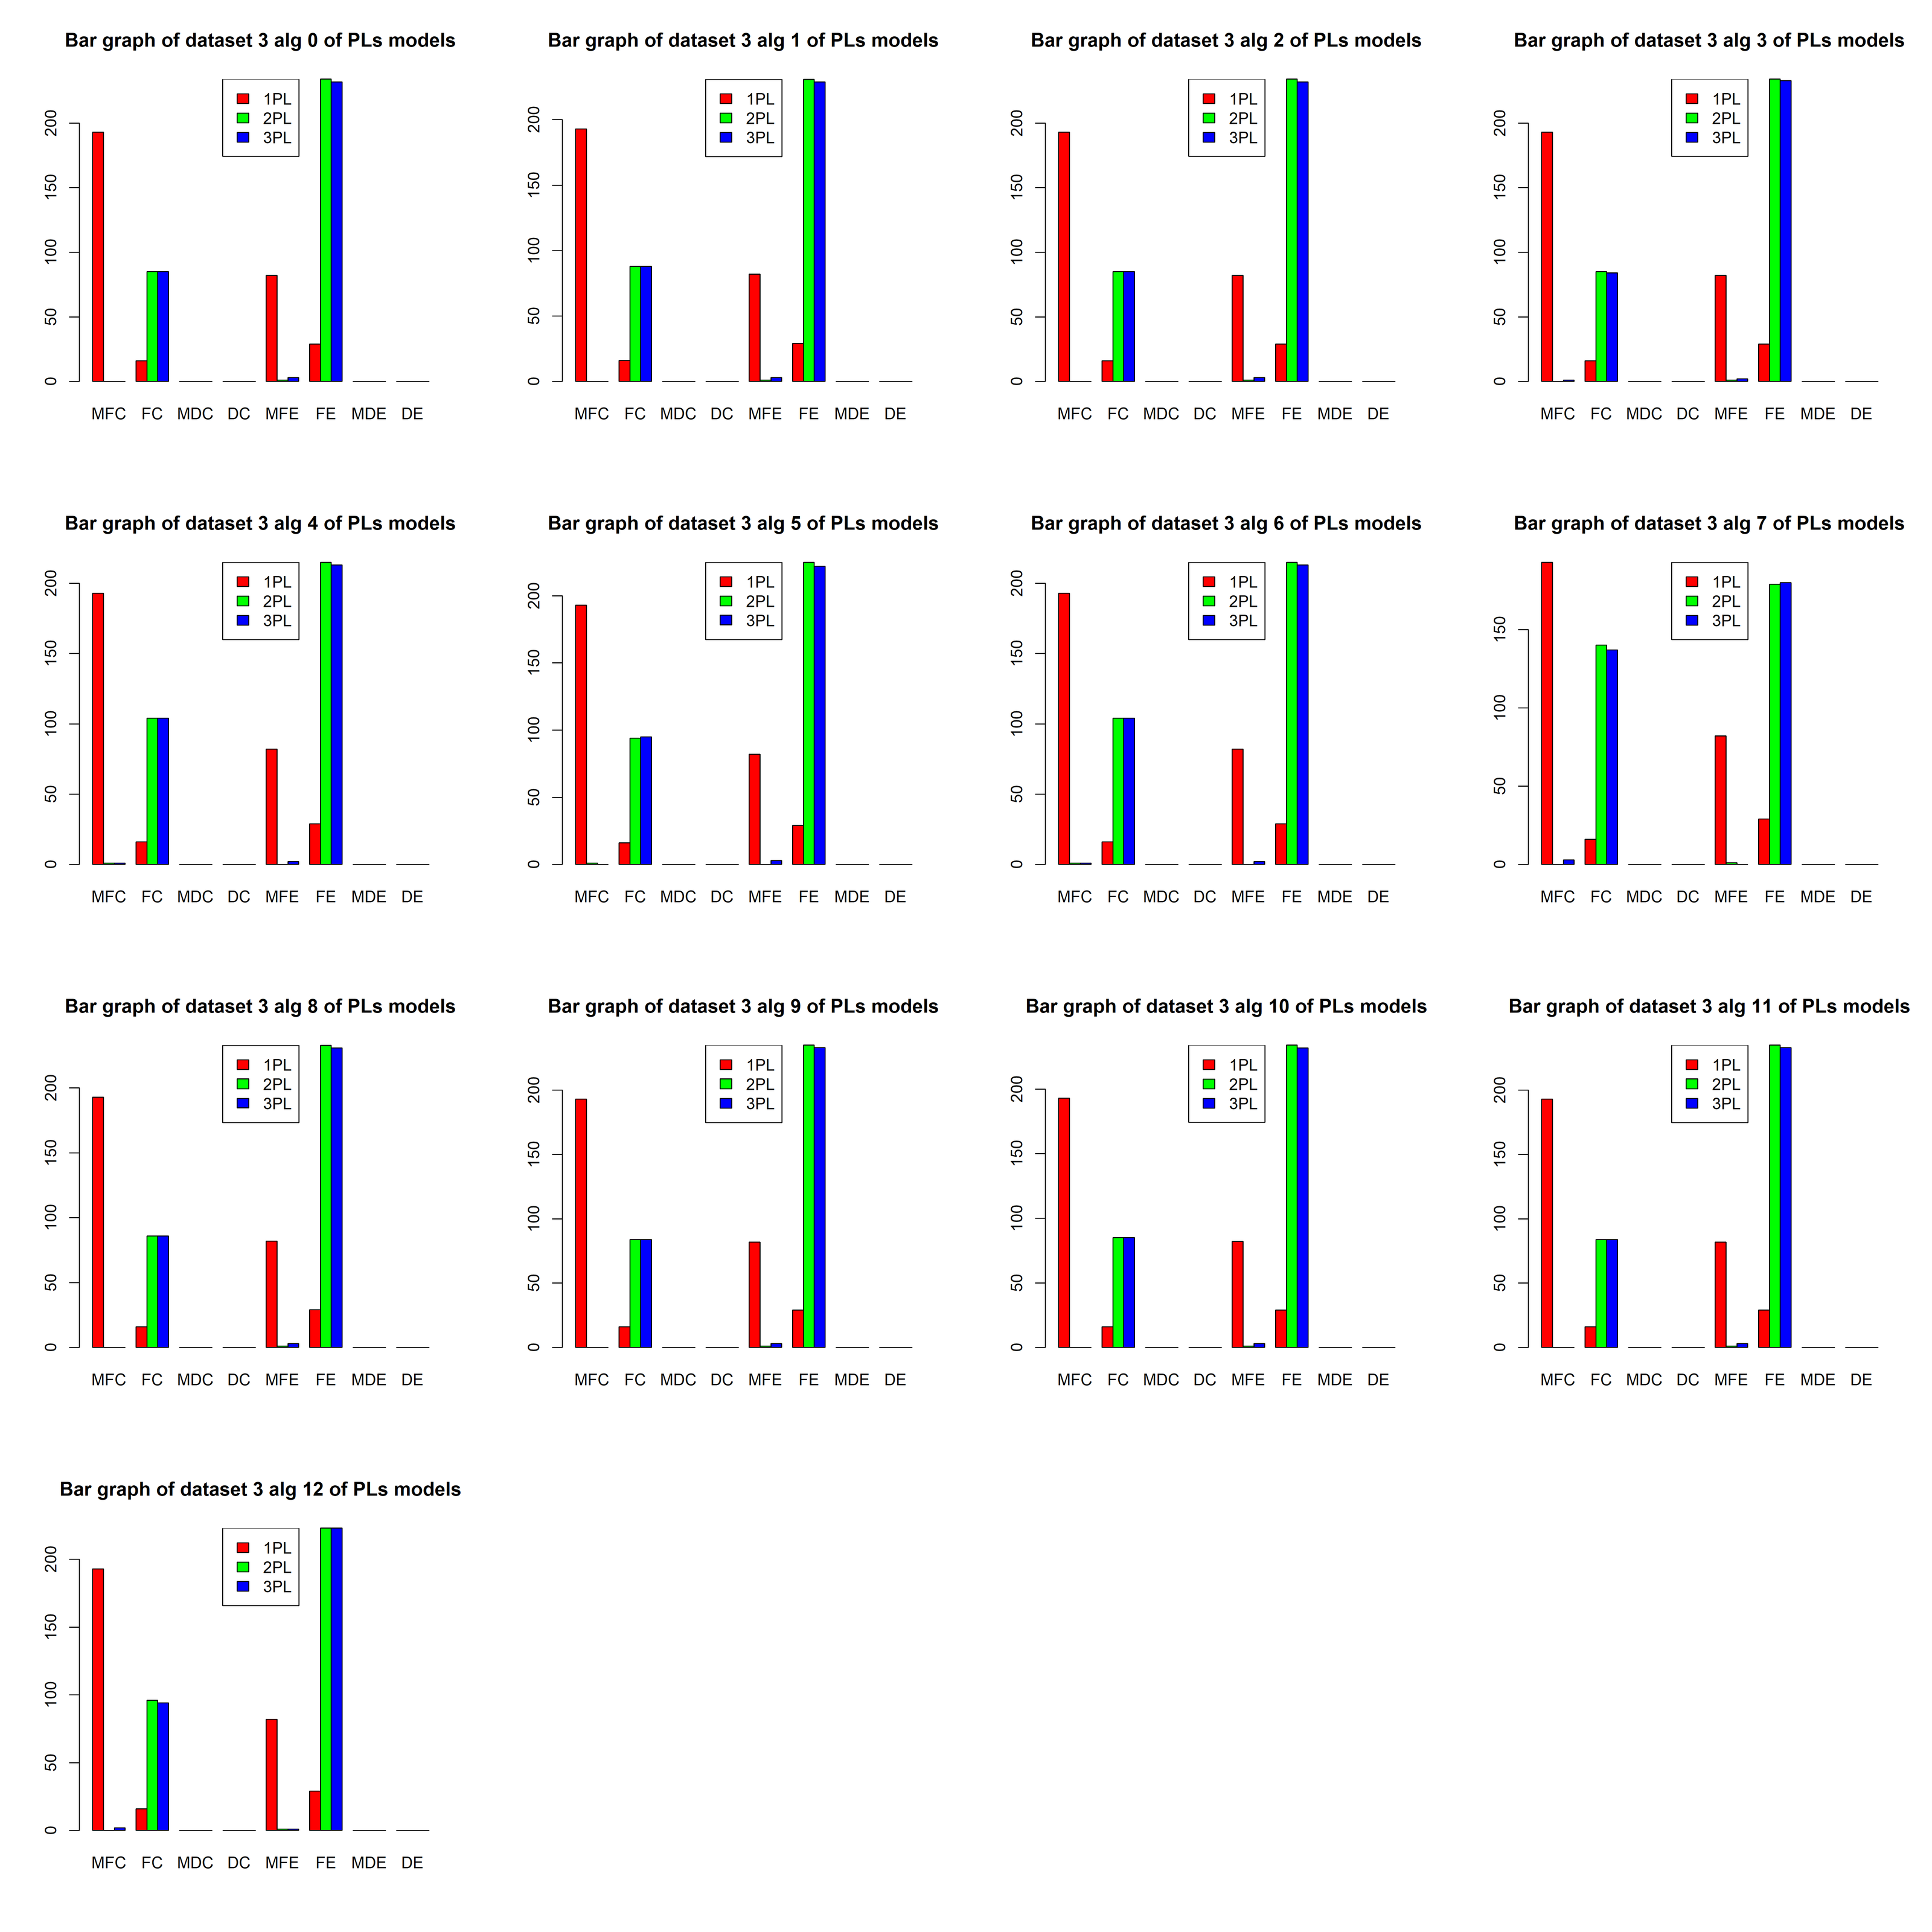 Bar graph of dataset 3 alg 0 of PLs models
1PL
2PL
3PL
0 50 100 150 200
MFC FC MDC DC MFE FE MDE DE
Bar graph of dataset 3 alg 1 of PLs models
1PL
2PL
3PL
0 50 100 150 200
MFC FC MDC DC MFE FE MDE DE
Bar graph of dataset 3 alg 2 of PLs models
1PL
2PL
3PL
0 50 100 150 200
MFC FC MDC DC MFE FE MDE DE
Bar graph of dataset 3 alg 3 of PLs models
1PL
2PL
3PL
0 50 100 150 200
MFC FC MDC DC MFE FE MDE DE
Bar graph of dataset 3 alg 4 of PLs models
1PL
2PL
3PL
0 50 100 150 200
MFC FC MDC DC MFE FE MDE DE
Bar graph of dataset 3 alg 5 of PLs models
1PL
2PL
3PL
0 50 100 150 200
MFC FC MDC DC MFE FE MDE DE
Bar graph of dataset 3 alg 6 of PLs models
1PL
2PL
3PL
0 50 100 150 200
MFC FC MDC DC MFE FE MDE DE
Bar graph of dataset 3 alg 7 of PLs models
1PL
2PL
3PL
0 50 100 150
MFC FC MDC DC MFE FE MDE DE
Bar graph of dataset 3 alg 8 of PLs models
1PL
2PL
3PL
0 50 100 150 200
MFC FC MDC DC MFE FE MDE DE
Bar graph of dataset 3 alg 9 of PLs models
1PL
2PL
3PL
0 50 100 150 200
MFC FC MDC DC MFE FE MDE DE
Bar graph of dataset 3 alg 10 of PLs models
1PL
2PL
3PL
0 50 100 150 200
MFC FC MDC DC MFE FE MDE DE
Bar graph of dataset 3 alg 11 of PLs models
1PL
2PL
3PL
0 50 100 150 200
MFC FC MDC DC MFE FE MDE DE
Bar graph of dataset 3 alg 12 of PLs models
1PL
2PL
3PL
0 50 100 150 200
MFC FC MDC DC MFE FE MDE DE